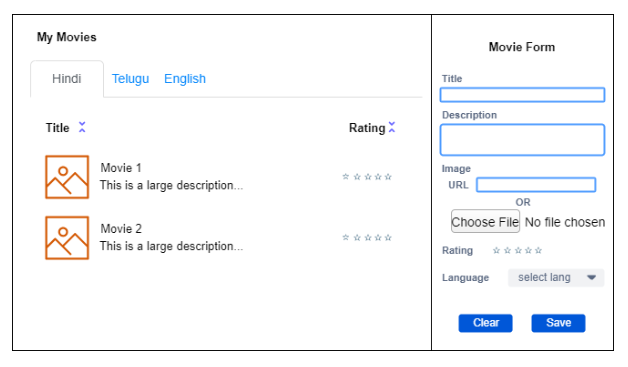 My Movies
Hindi Telugu English
Title Rating
Movie 1
This is a large description...
Movie 2
This is a large description...
Movie Form
Title
Description
Image
URL
OR
Choose File No file chosen
Rating
Language select lang
Clear Save